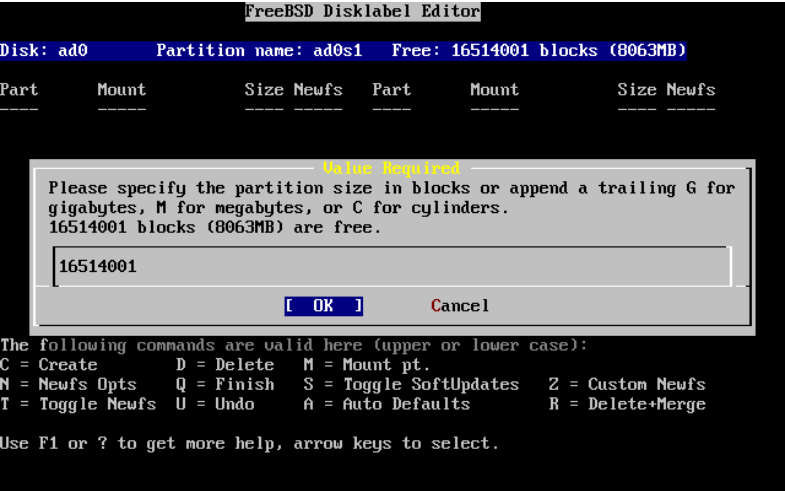 FreeBSD Disklabel Editor
Disk: ad0 Partition name: ad0s1 Free: 16514001 blocks (8063MB)
Part Mount Size Newfs Part Mount Size Newfs
---- ----- ---- ----- ---- ----- ---- -----
Value Required
Please specify the partition size in blocks or append a trailing G for
gigabytes, M for megabytes, or C for cylinders.
16514001 blocks (8063MB) are free.
16514001
[ OK ] Cancel
The following commands are valid here (upper or lower case):
C = Create D = Delete M = Mount pt.
N = Newfs Opts Q = Finish S = Toggle SoftUpdates Z = Custom Newfs
T = Toggle Newfs U = Undo A = Auto Defaults R = Delete+Merge
Use F1 or ? to get more help, arrow keys to select.